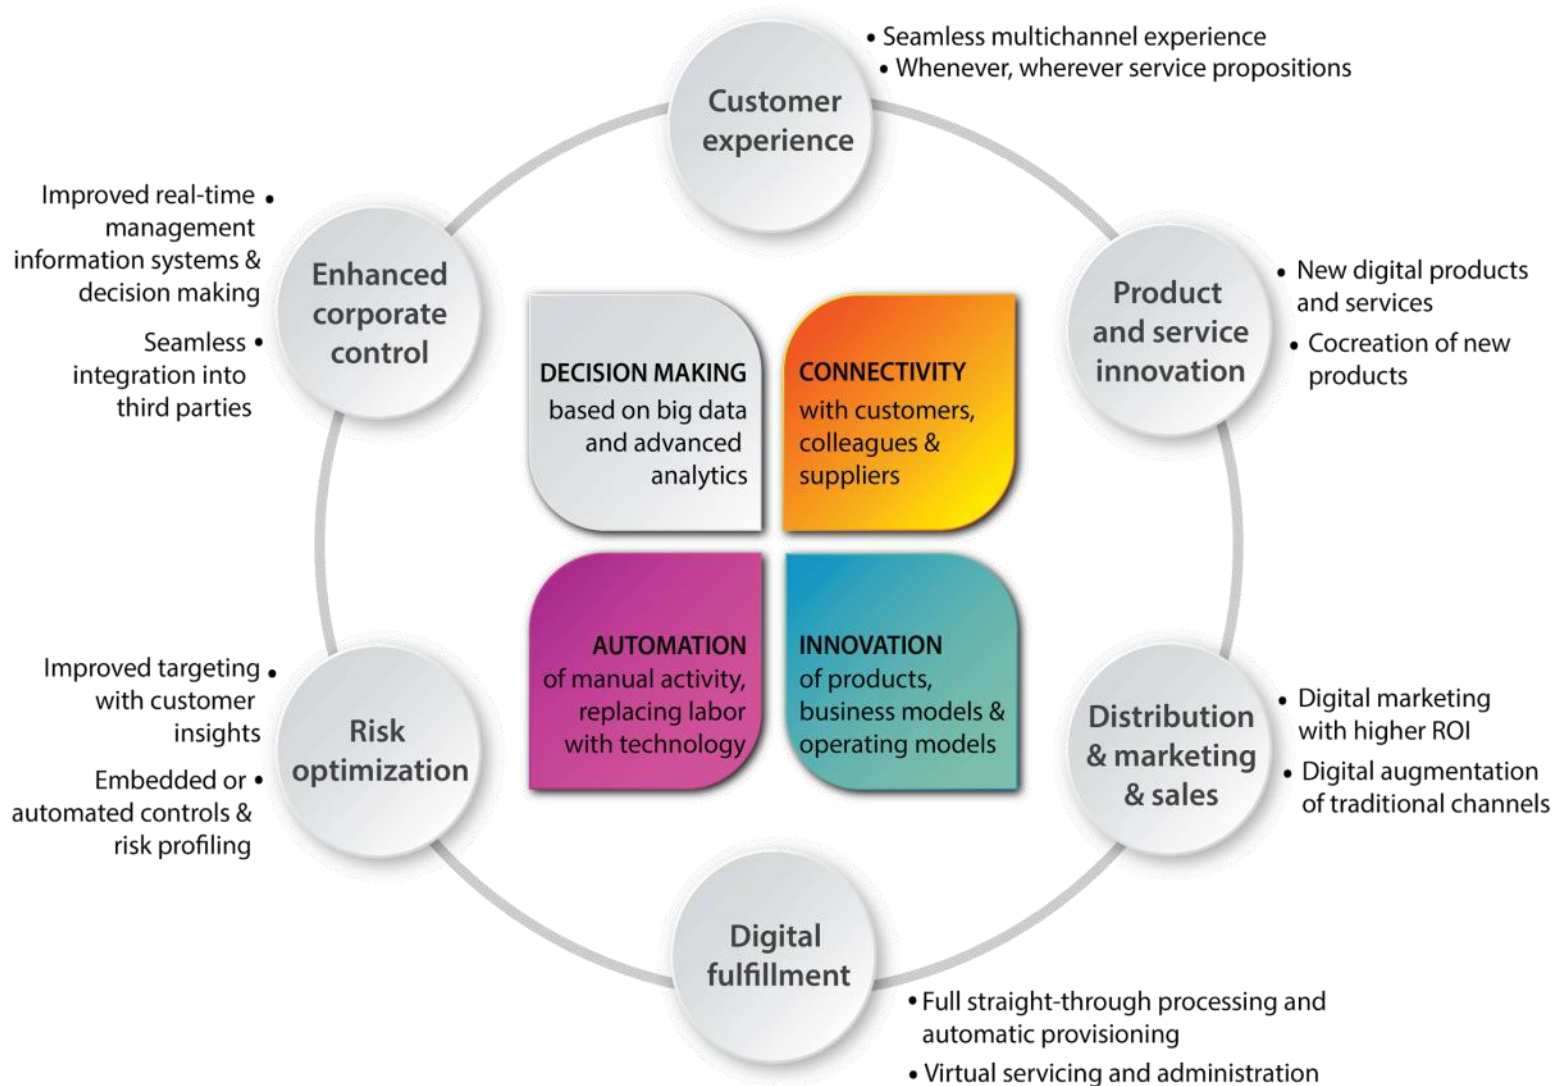 Customer
experience
• Seamless multichannel experience
• Whenever, wherever service propositions
Product
and service
innovation
• New digital products
and services
• Cocreation of new
products
Distribution
& marketing
& sales
• Digital marketing
with higher ROI
• Digital augmentation
of traditional channels
Digital
fulfillment
• Full straight-through processing and
automatic provisioning
• Virtual servicing and administration
Risk
optimization
Improved targeting •
with customer
insights
Embedded or •
automated controls &
risk profiling
Enhanced
corporate
control
Improved real-time •
management
information systems &
decision making
Seamless •
integration into
third parties
DECISION MAKING
based on big data
and advanced
analytics
CONNECTIVITY
with customers,
colleagues &
suppliers
AUTOMATION
of manual activity,
replacing labor
with technology
INNOVATION
of products,
business models &
operating models